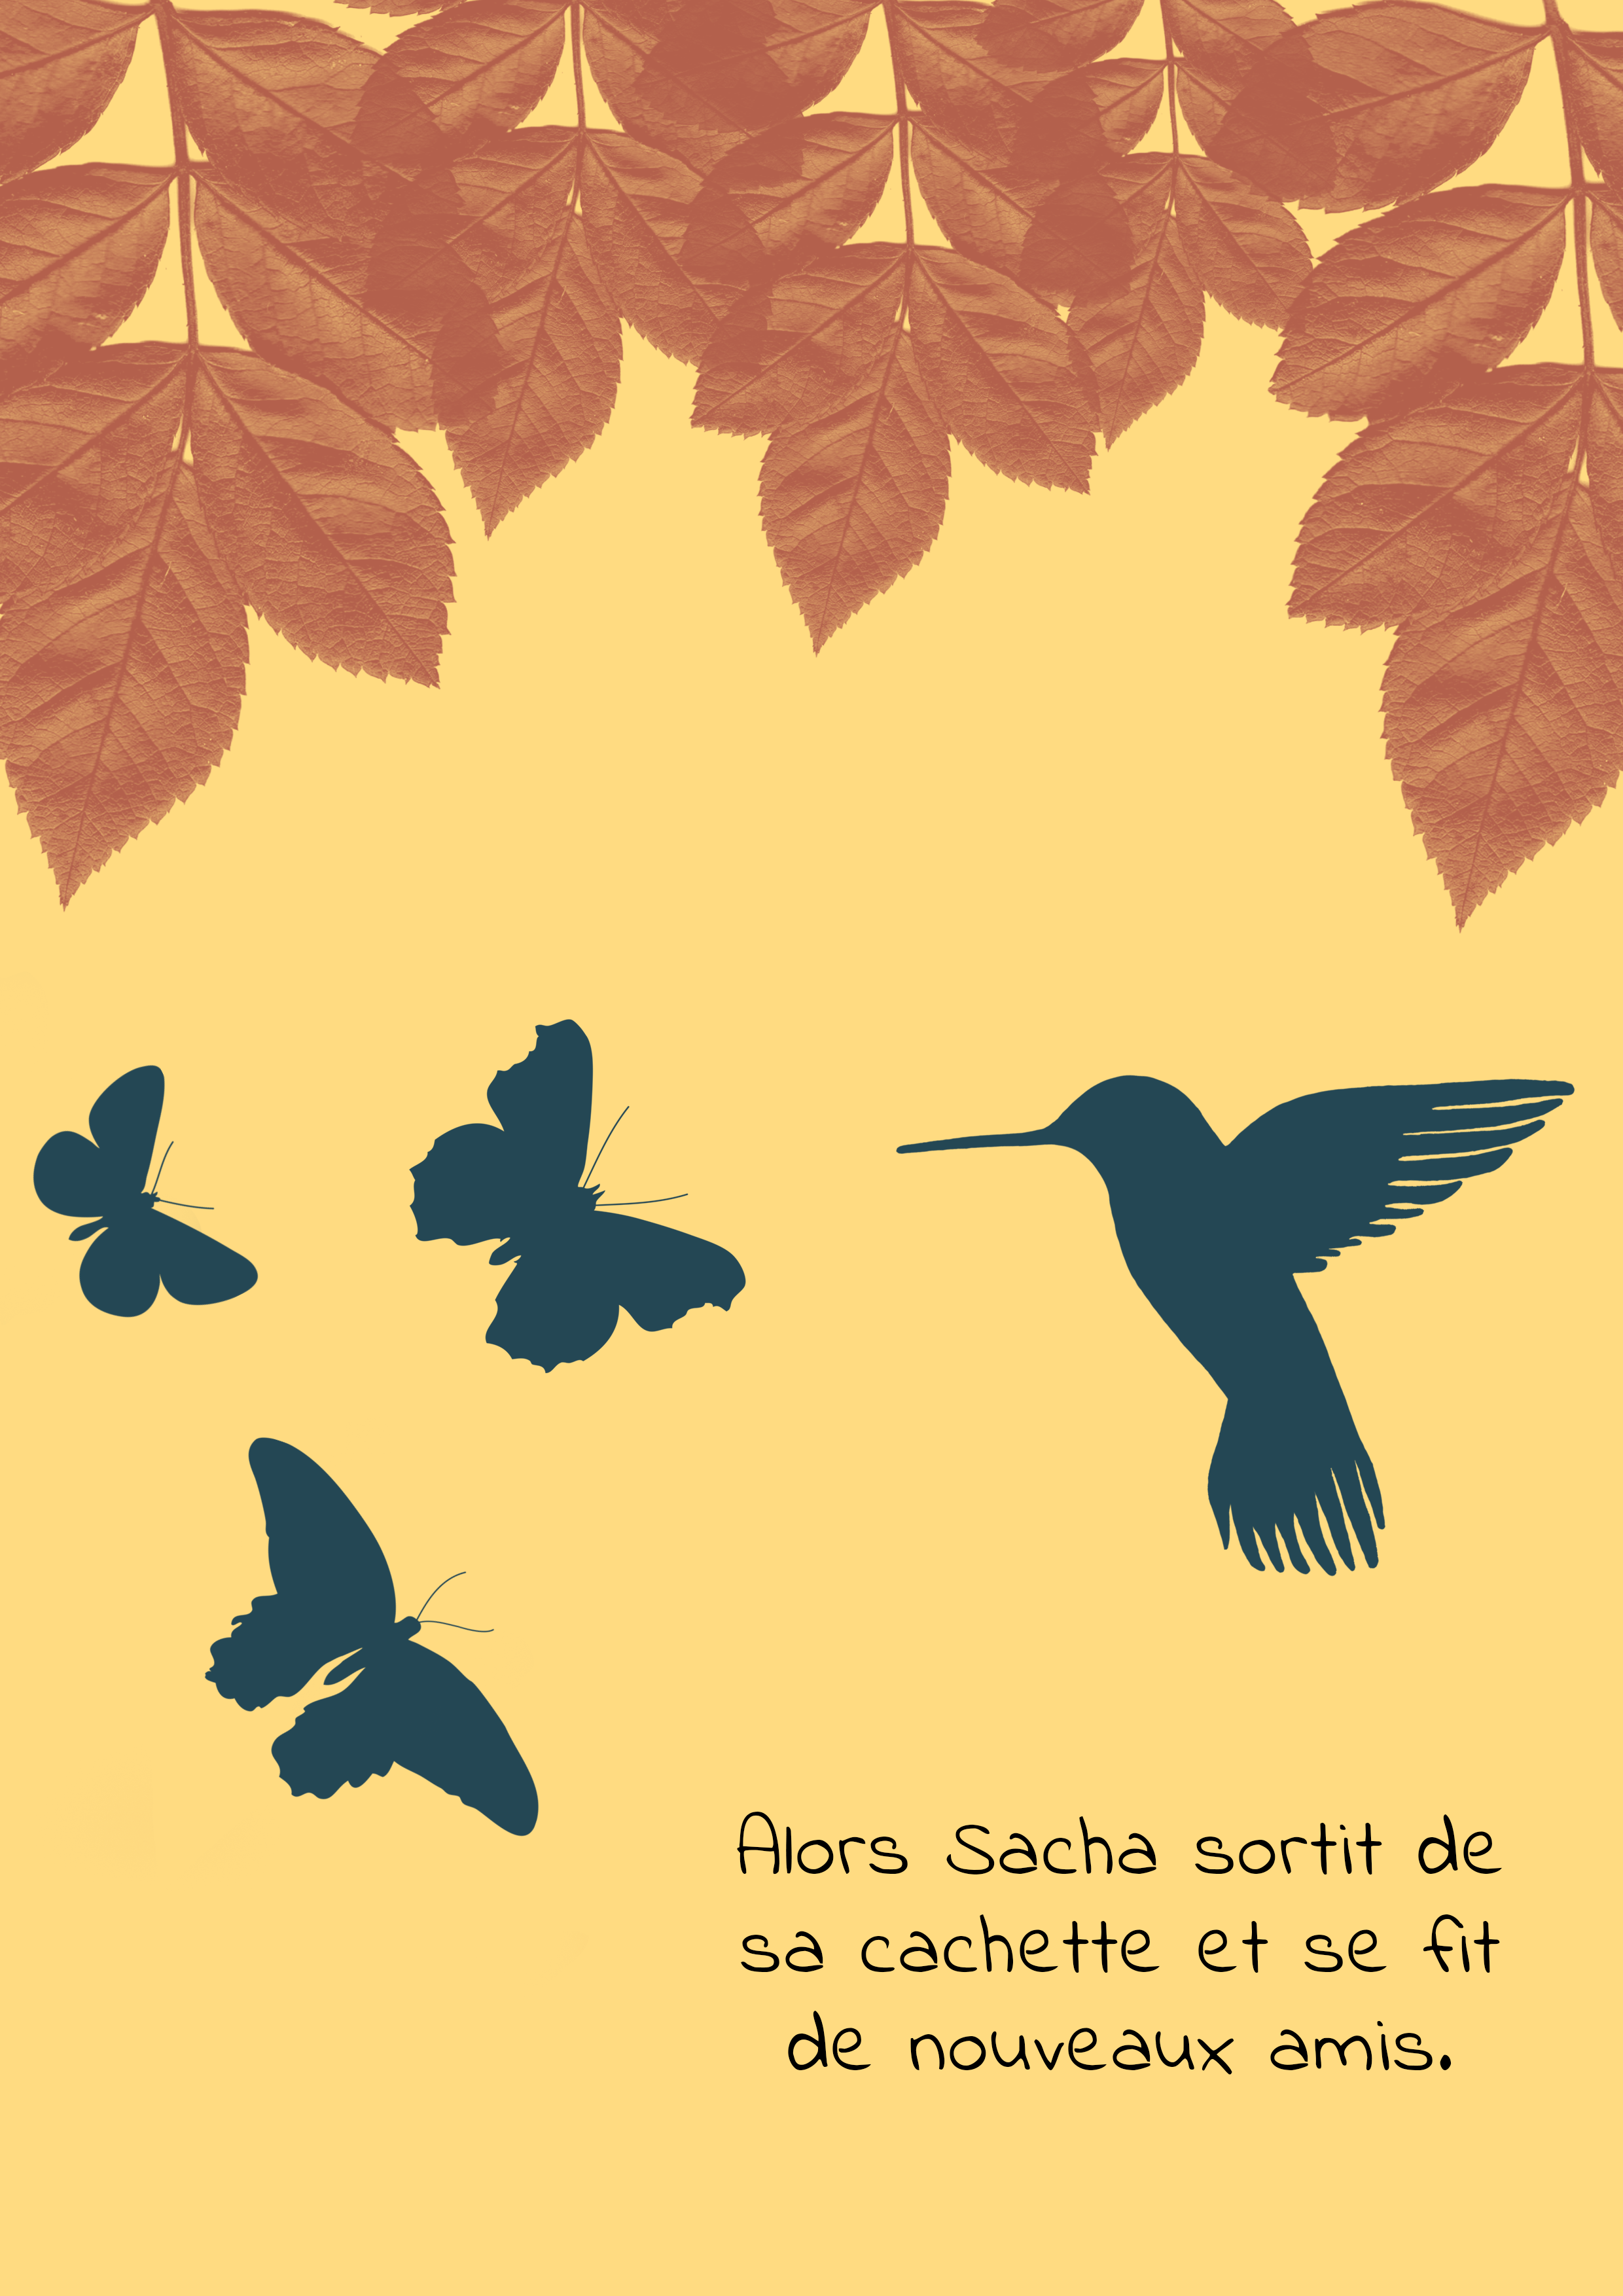 Alors Sacha sortit de
sa cachette et se fit
de nouveaux amis.